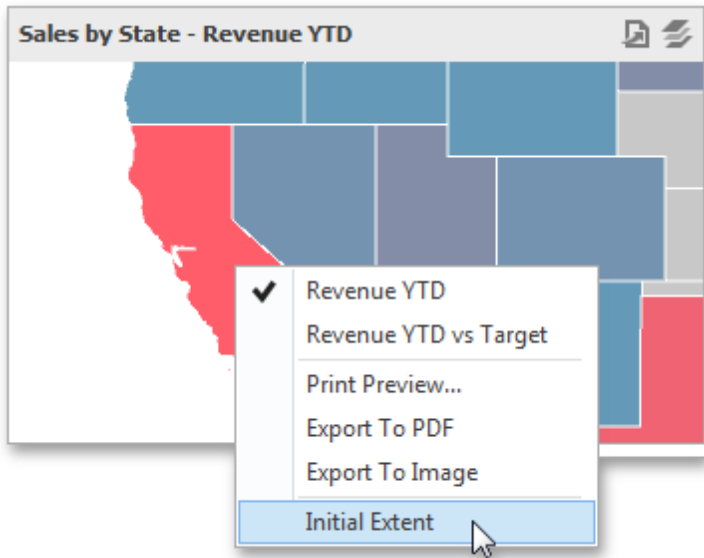 Sales by State - Revenue YTD
Revenue YTD
Revenue YTD vs Target
Print Preview...
Export To PDF
Export To Image
Initial Extent